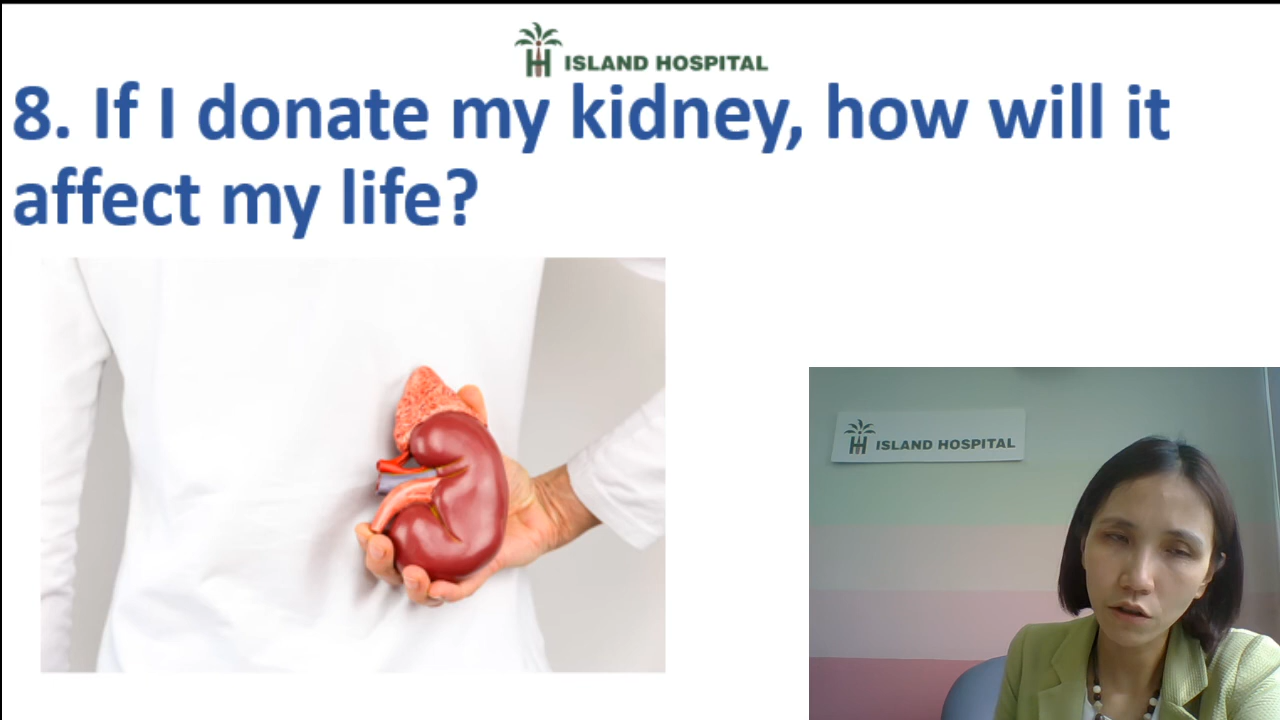 ISLAND HOSPITAL
8. If I donate my kidney, how will it
affect my life?
ISLAND HOSPITAL